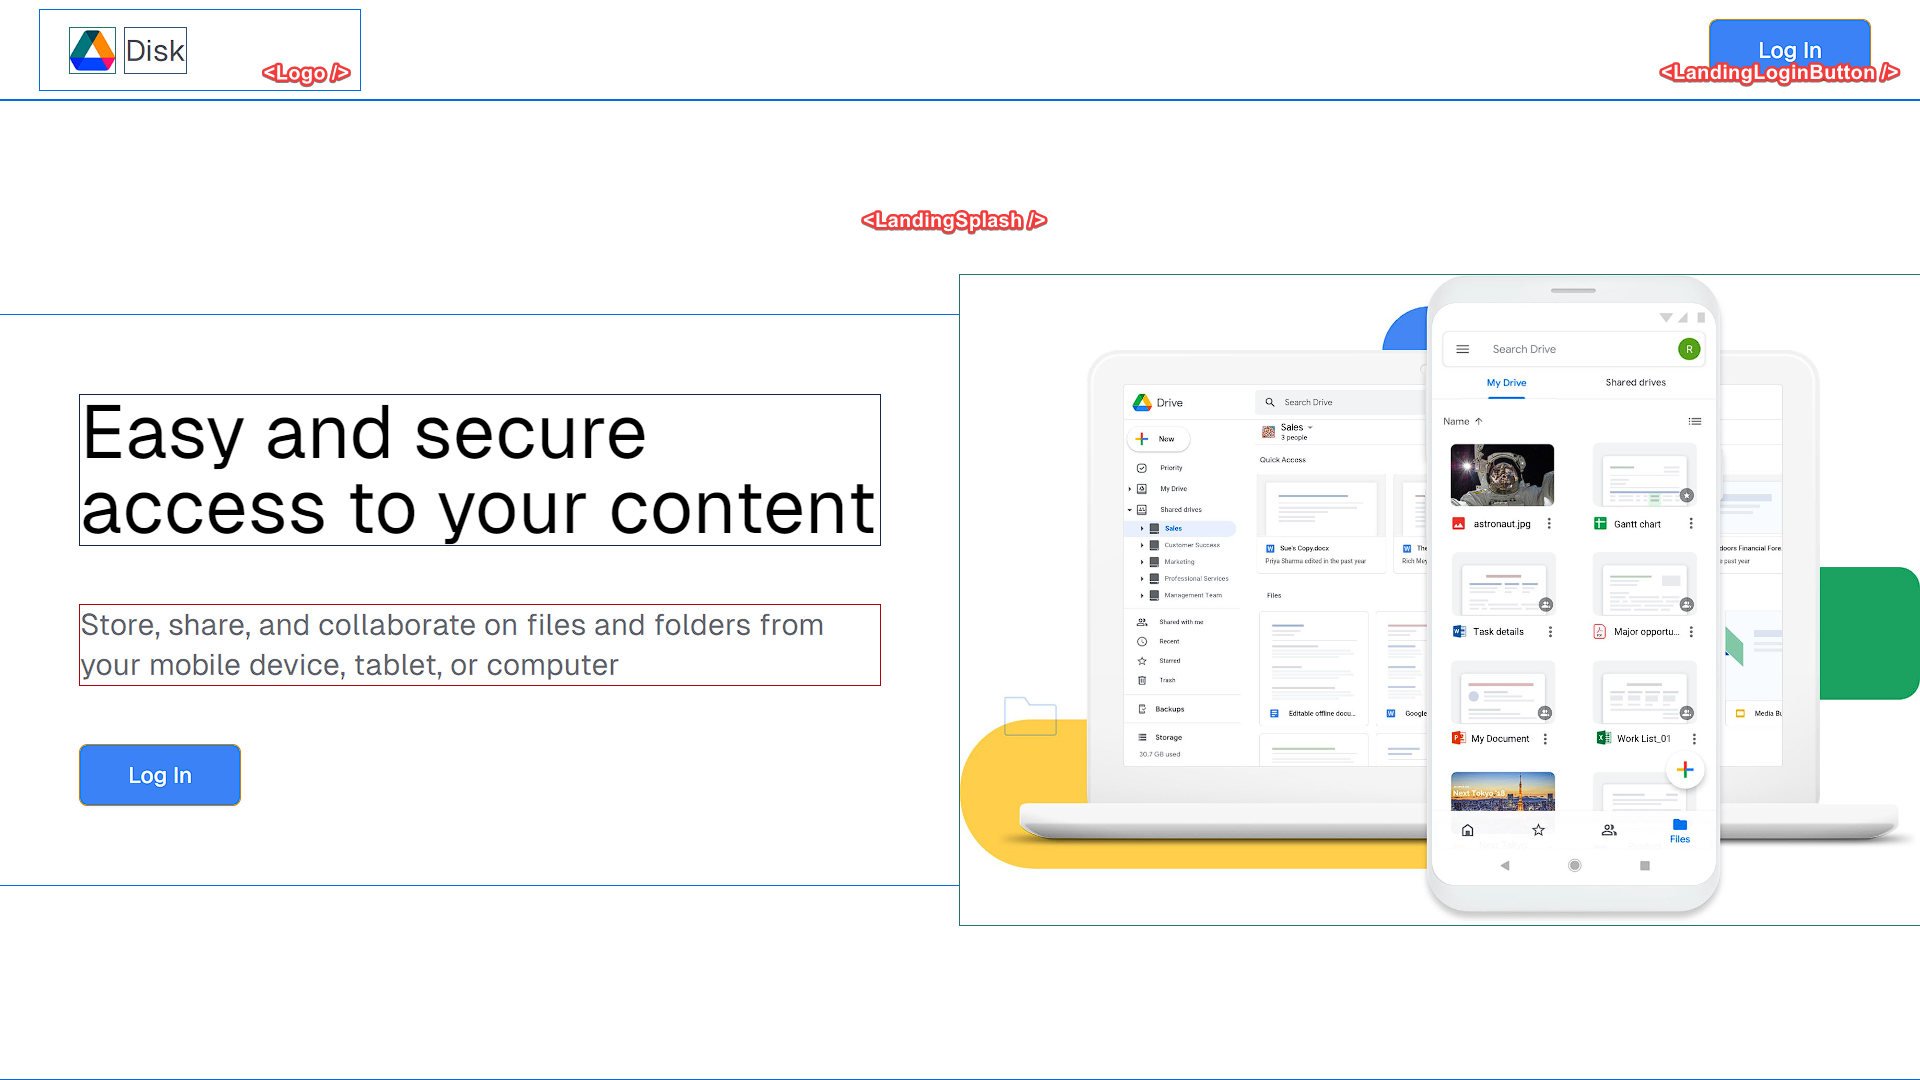 Disk
<Logo />
Log In
<LandingLoginButton />
<LandingSplash />
Easy and secure
access to your content
Store, share, and collaborate on files and folders from
your mobile device, tablet, or computer
Log In
Drive
Search Drive
New
Sales
3 people
Quick Access
Priority
My Drive
Shared drives
Sales
Customer Success
Marketing
Professional Services
Management Team
Sue's Copy.docx
Priya Sharma edited in the past year
The
Rich Mey
Files
Shared with me
Recent
Starred
Trash
Backups
Storage
30.7 GB used
Editable offline docu...
Google
Search Drive
R
My Drive
Shared drives
Name
astronaut.jpg
Gantt chart
Task details
Major opportu...
My Document
Work List_01
Next Tokyo 18
Files
doors Financial Fore.
past year
Media Bu